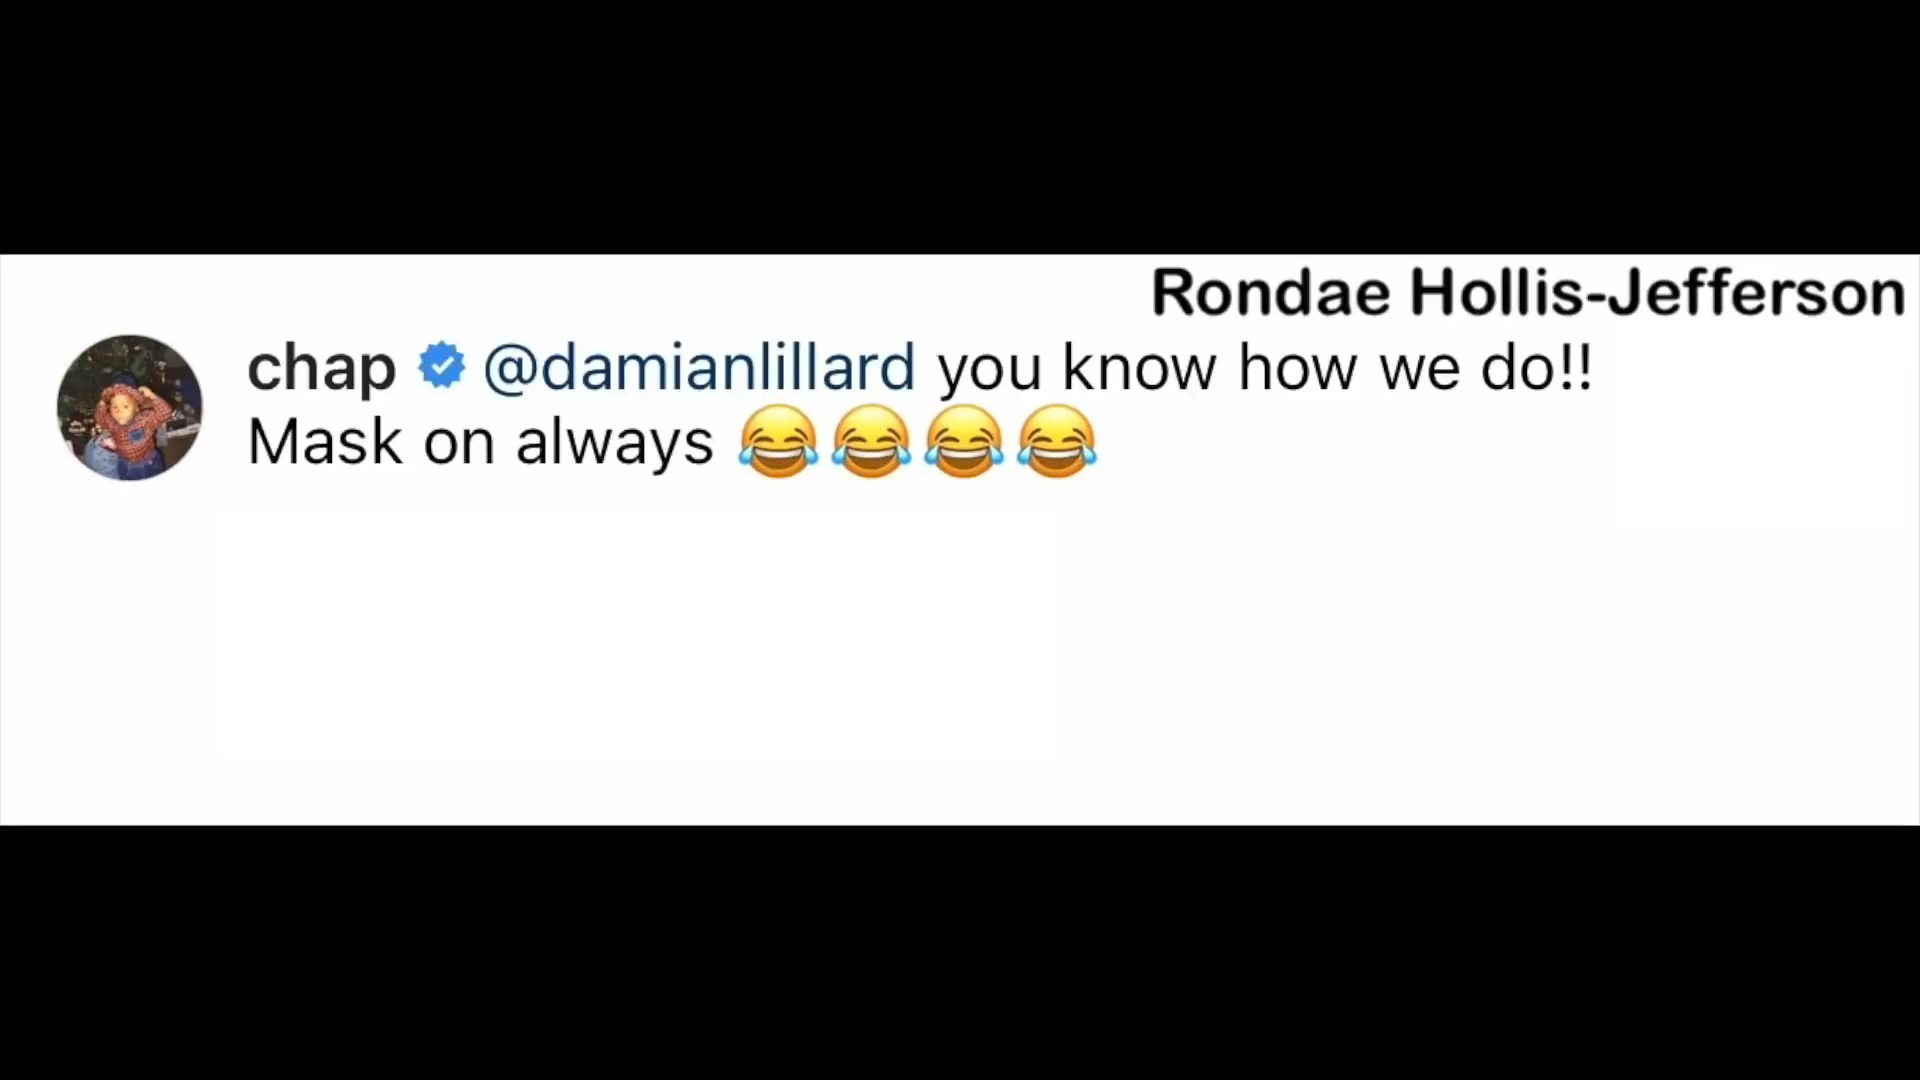 Rondae Hollis-Jefferson
chap @damianlillard you know how we do!!
Mask on always 😂😂😂😂